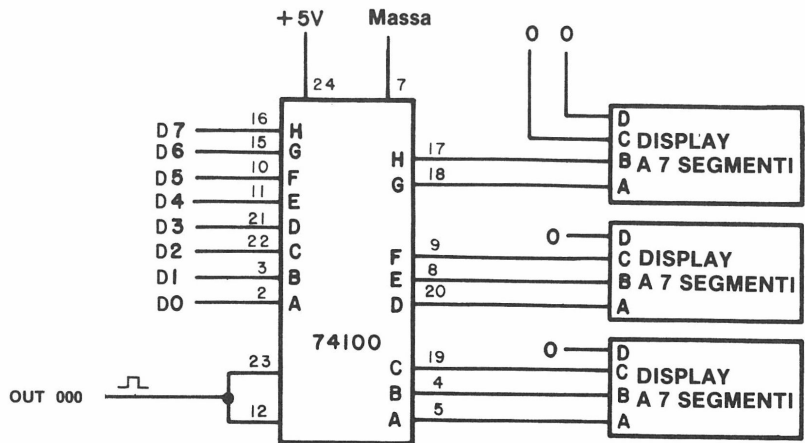 +5V Massa
0 0
24 7
D7 16 H
D6 15 G
D5 10 F
D4 11 E
D3 21 D
D2 22 C
D1 3 B
D0 2 A
H 17
G 18
F 9
E 8
D 20
74100
C 19
B 4
A 5
23
12
OUT 000
D
C DISPLAY
B A 7 SEGMENTI
A
0 D
C DISPLAY
B A 7 SEGMENTI
A
0 D
C DISPLAY
B A 7 SEGMENTI
A